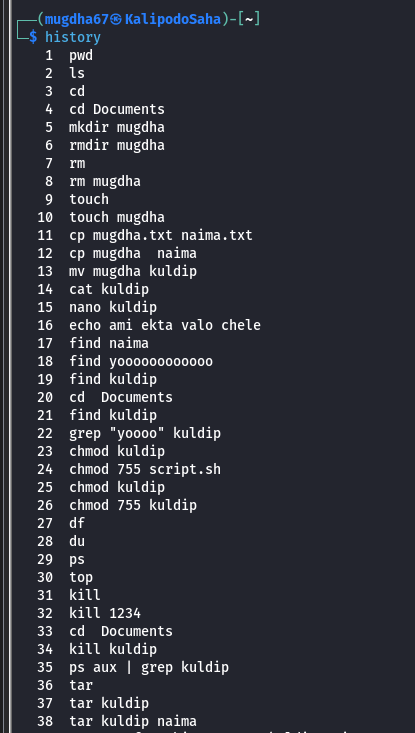 (mugdha67㉿KalipodoSaha)-[~]
$ history
1 pwd
2 ls
3 cd
4 cd Documents
5 mkdir mugdha
6 rmdir mugdha
7 rm
8 rm mugdha
9 touch
10 touch mugdha
11 cp mugdha.txt naima.txt
12 cp mugdha  naima
13 mv mugdha kuldip
14 cat kuldip
15 nano kuldip
16 echo ami ekta valo chele
17 find naima
18 find yoooooooooooo
19 find kuldip
20 cd  Documents
21 find kuldip
22 grep "yoooo" kuldip
23 chmod kuldip
24 chmod 755 script.sh
25 chmod kuldip
26 chmod 755 kuldip
27 df
28 du
29 ps
30 top
31 kill
32 kill 1234
33 cd  Documents
34 kill kuldip
35 ps aux | grep kuldip
36 tar
37 tar kuldip
38 tar kuldip naima